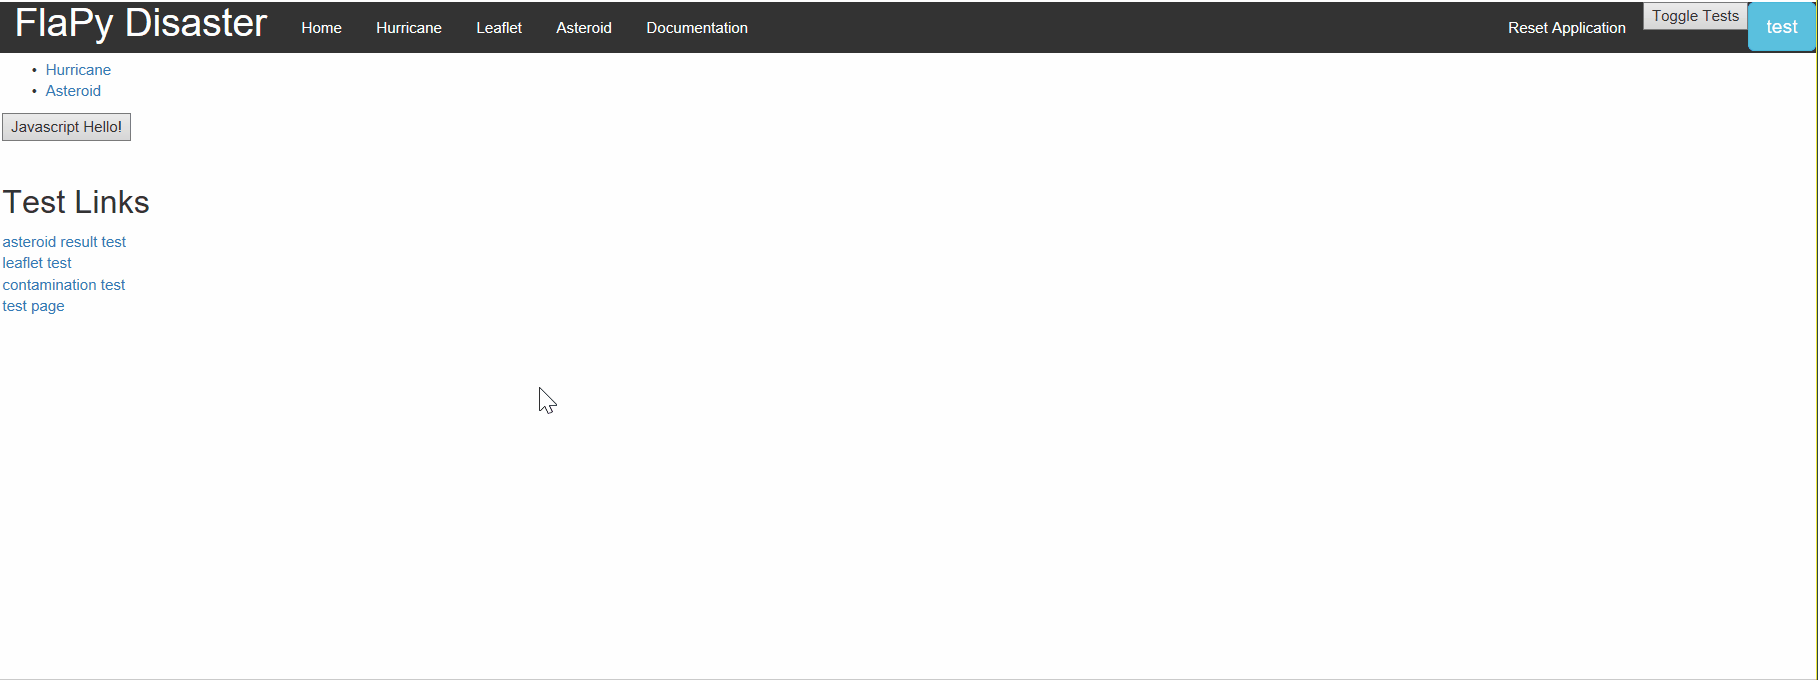 FlaPy Disaster Home Hurricane Leaflet Asteroid Documentation Reset Application Toggle Tests test
• Hurricane
• Asteroid
Javascript Hello!
Test Links
asteroid result test
leaflet test
contamination test
test page